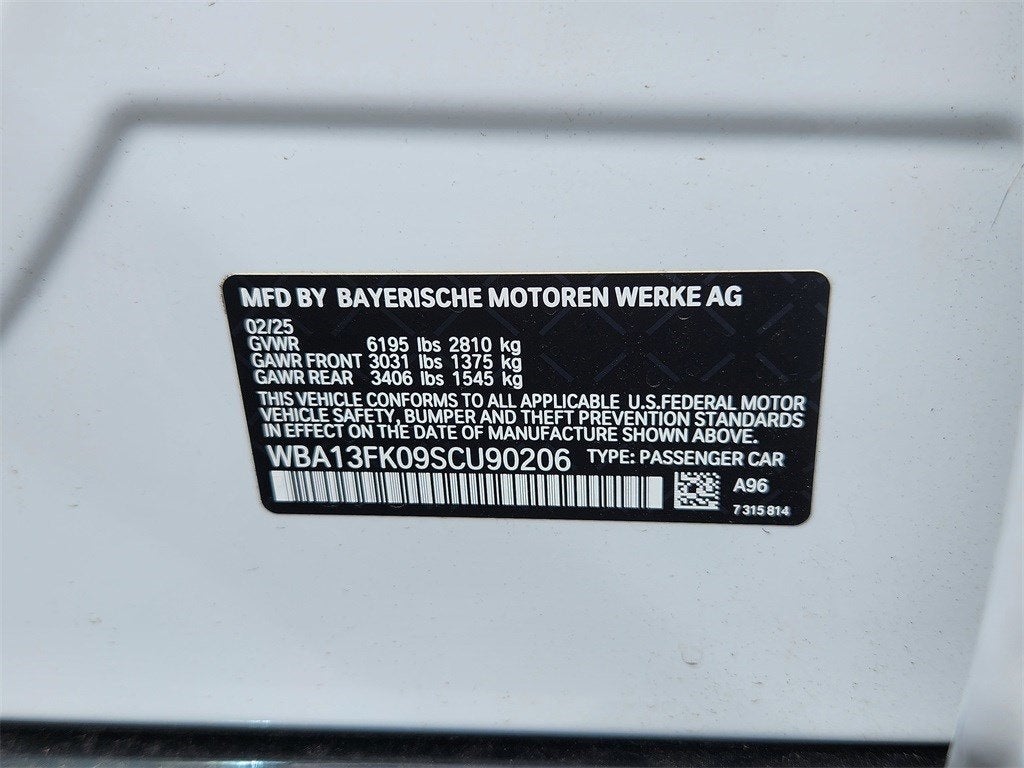 MFD BY BAYERISCHE MOTOREN WERKE AG
02/25
GVWR 6195 lbs 2810 kg
GAWR FRONT 3031 lbs 1375 kg
GAWR REAR 3406 lbs 1545 kg
THIS VEHICLE CONFORMS TO ALL APPLICABLE U.S.FEDERAL MOTOR
VEHICLE SAFETY, BUMPER AND THEFT PREVENTION STANDARDS
IN EFFECT ON THE DATE OF MANUFACTURE SHOWN ABOVE.
WBA13FK09SCU90206 TYPE: PASSENGER CAR
A96
7 315 814